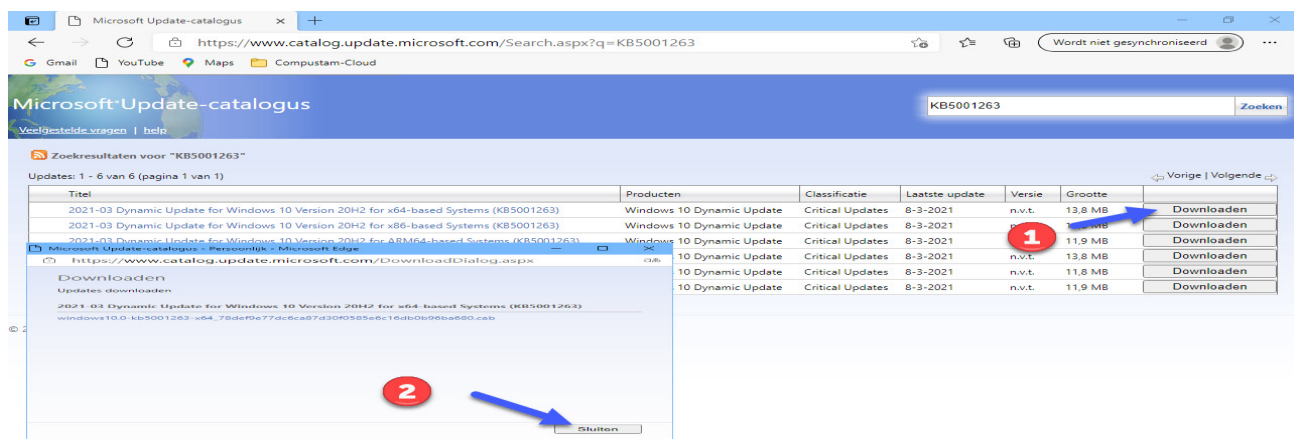 Microsoft Update-catalogus
https://www.catalog.update.microsoft.com/Search.aspx?q=KB5001263
Wordt niet gesynchroniseerd
Gmail YouTube Maps Compustam-Cloud
Microsoft Update-catalogus
KB5001263 Zoeken
Veelgestelde vragen | help
Zoekresultaten voor "KB5001263"
Updates: 1 - 6 van 6 (pagina 1 van 1) Vorige | Volgende
Titel Producten Classificatie Laatste update Versie Grootte
2021-03 Dynamic Update for Windows 10 Version 20H2 for x64-based Systems (KB5001263) Windows 10 Dynamic Update Critical Updates 8-3-2021 n.v.t. 13,8 MB Downloaden
2021-03 Dynamic Update for Windows 10 Version 20H2 for x86-based Systems (KB5001263) Windows 10 Dynamic Update Critical Updates 8-3-2021 MB Downloaden
2021-03 Dynamic Update for Windows 10 Version 20H2 for ARM64-based Systems (KB5001263) Windows 10 Dynamic Update Critical Updates 8-3-2021 11,9 MB Downloaden
10 Dynamic Update Critical Updates 8-3-2021 n.v.t. 13,8 MB Downloaden
10 Dynamic Update Critical Updates 8-3-2021 n.v.t. 11,8 MB Downloaden
10 Dynamic Update Critical Updates 8-3-2021 n.v.t. 11,9 MB Downloaden
1
Microsoft Update-catalogus - Persoonlijk - Microsoft Edge
https://www.catalog.update.microsoft.com/DownloadDialog.aspx
Downloaden
Updates downloaden
2021-03 Dynamic Update for Windows 10 Version 20H2 for x64-based Systems (KB5001263)
© 2
2
Sluiten